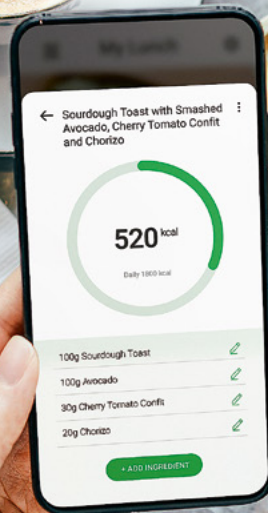 My Lunch
Sourdough Toast with Smashed
Avocado, Cherry Tomato Confit
and Chorizo
520 kcal
Daily 1800 kcal
100g Sourdough Toast
100g Avocado
30g Cherry Tomato Confit
20g Chorizo
+ ADD INGREDIENT